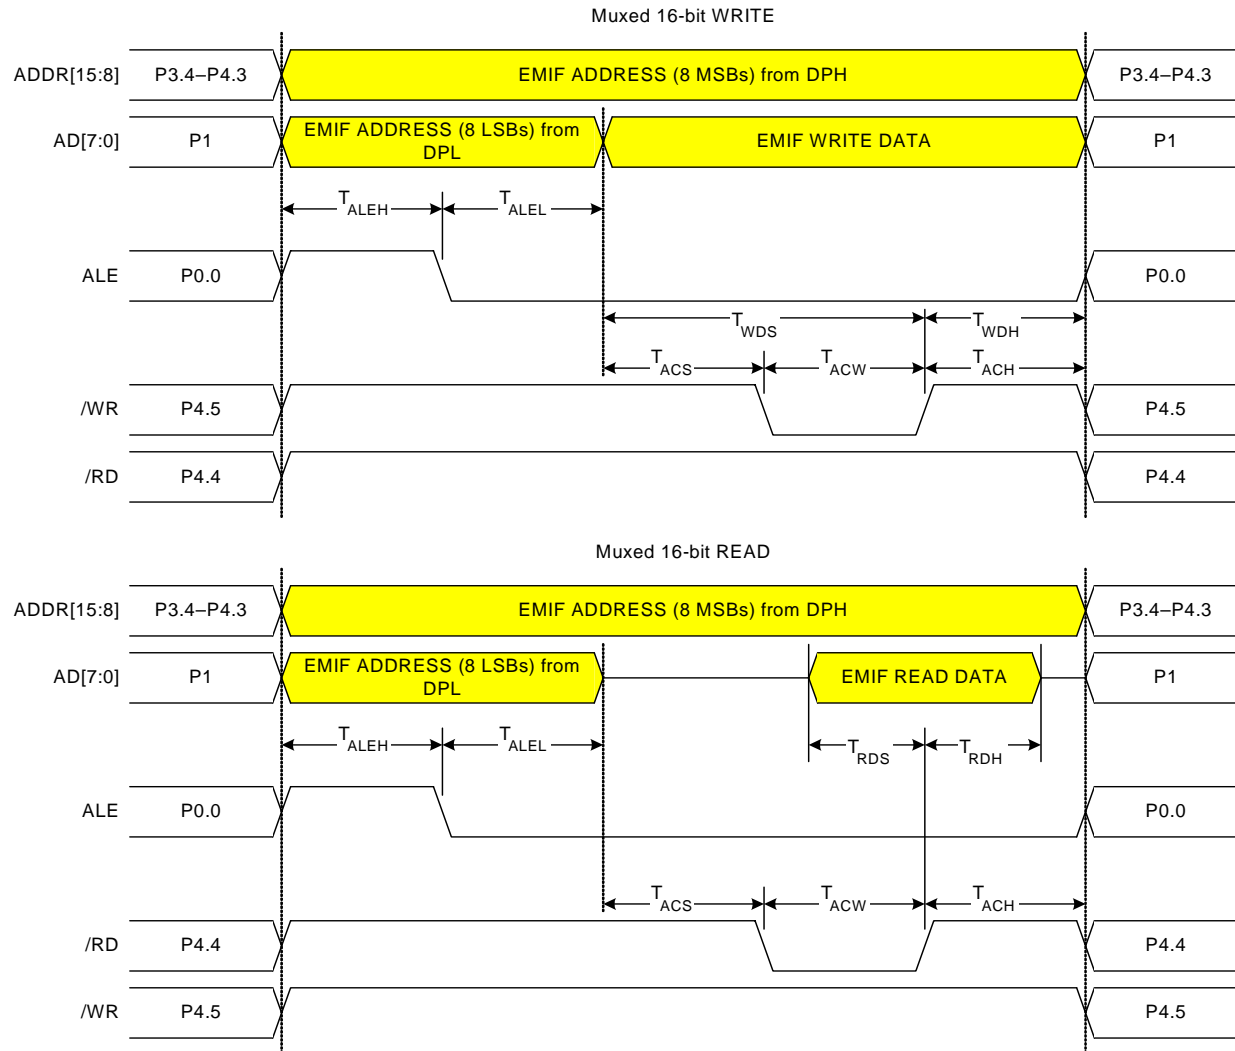 Muxed 16-bit WRITE
ADDR[15:8] P3.4–P4.3 EMIF ADDRESS (8 MSBs) from DPH P3.4–P4.3
AD[7:0] P1 EMIF ADDRESS (8 LSBs) from DPL EMIF WRITE DATA P1
TALEH TALEL
ALE P0.0 P0.0
TWDS TWDH
TACS TACW TACH
/WR P4.5 P4.5
/RD P4.4 P4.4
Muxed 16-bit READ
ADDR[15:8] P3.4–P4.3 EMIF ADDRESS (8 MSBs) from DPH P3.4–P4.3
AD[7:0] P1 EMIF ADDRESS (8 LSBs) from DPL EMIF READ DATA P1
TALEH TALEL TRDS TRDH
ALE P0.0 P0.0
TACS TACW TACH
/RD P4.4 P4.4
/WR P4.5 P4.5